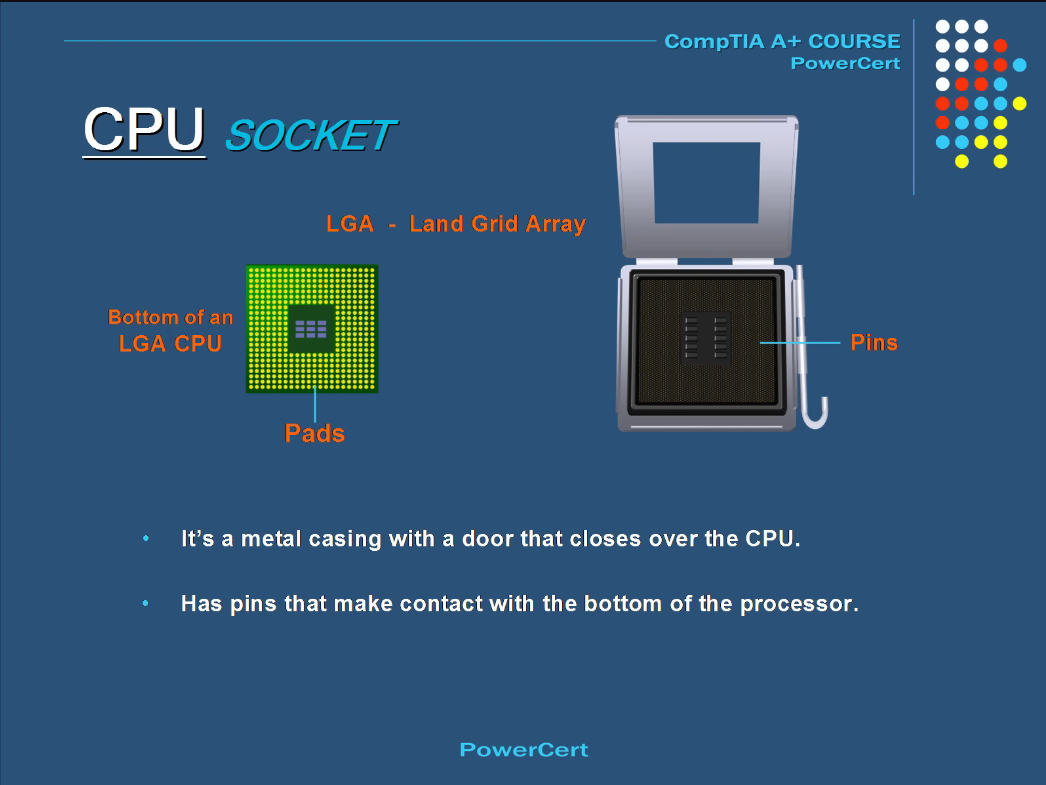 CompTIA A+ COURSE
PowerCert
CPU SOCKET
LGA - Land Grid Array
Bottom of an
LGA CPU
Pads
Pins
• It’s a metal casing with a door that closes over the CPU.
• Has pins that make contact with the bottom of the processor.
PowerCert